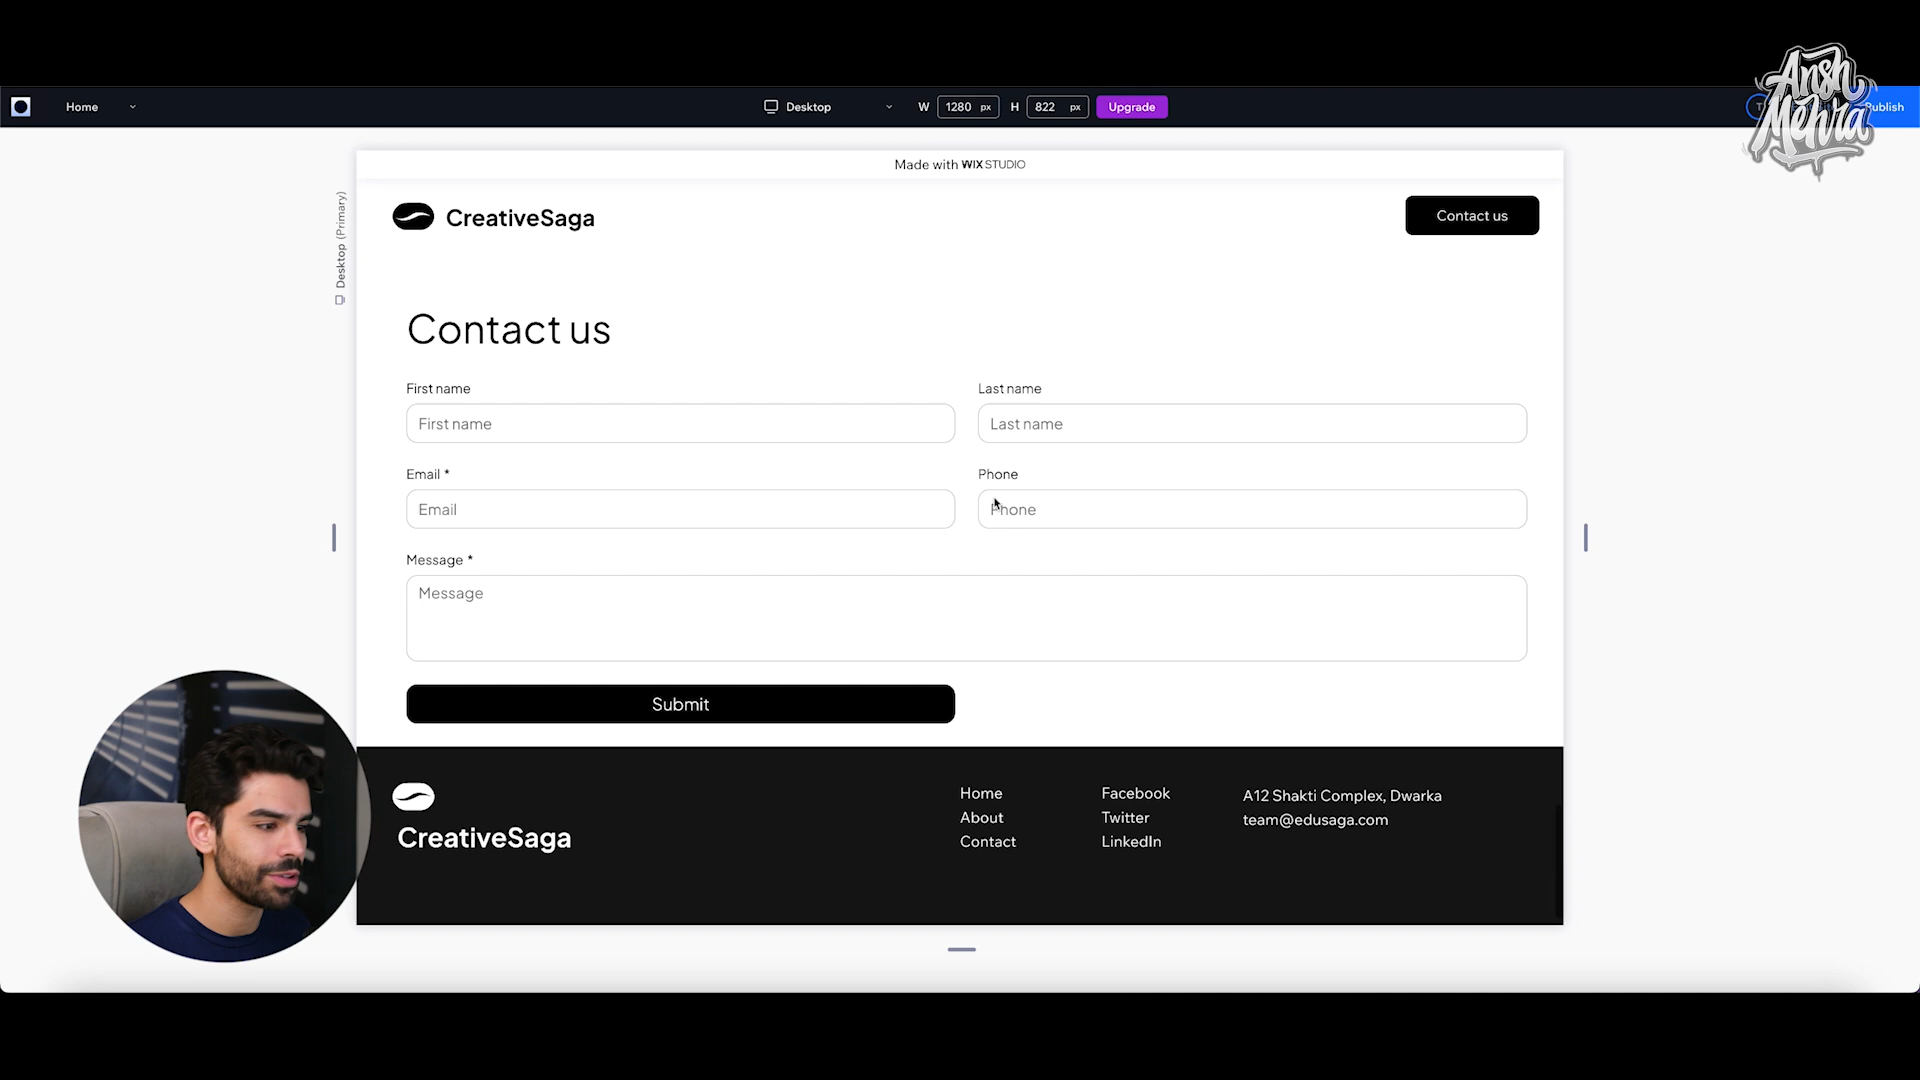 Ansh
Mehra
Home
Desktop
W 1280 px H 822 px
Upgrade
Publish
Desktop (Primary)
Made with WIX STUDIO
CreativeSaga
Contact us
Contact us
First name
Last name
First name
Last name
Email *
Phone
Email
Phone
Message *
Message
Submit
CreativeSaga
Home
About
Contact
Facebook
Twitter
LinkedIn
A12 Shakti Complex, Dwarka
team@edusaga.com